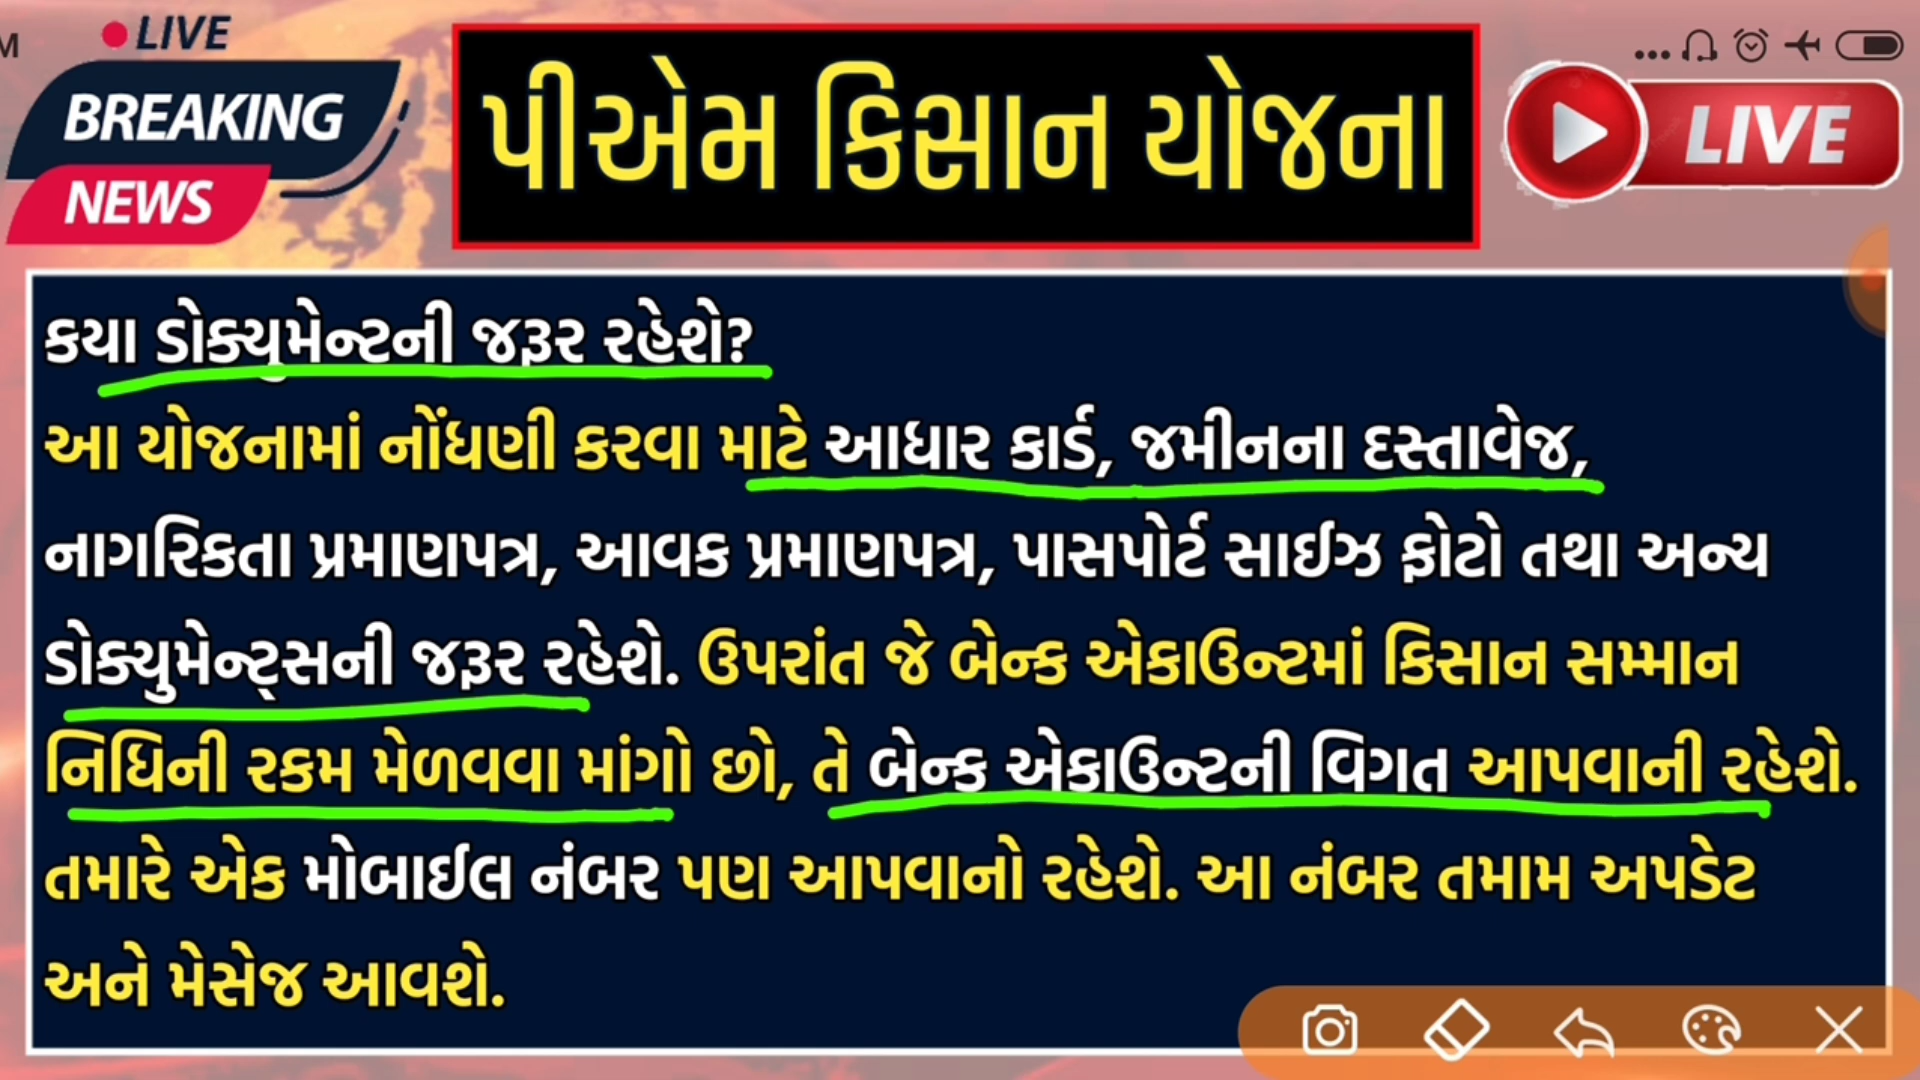 M
LIVE
BREAKING
NEWS
પીએમ કિસાન યોજના
LIVE
કયા ડોક્યુમેન્ટની જરૂર રહેશે?
આ યોજનામાં નોંધણી કરવા માટે આધાર કાર્ડ, જમીનના દસ્તાવેજ,
નાગરિકતા પ્રમાણપત્ર, આવક પ્રમાણપત્ર, પાસપોર્ટ સાઈઝ ફોટો તથા અન્ય
ડોક્યુમેન્ટ્સની જરૂર રહેશે. ઉપરાંત જે બેન્ક એકાઉન્ટમાં કિસાન સમ્માન
નિધિની રકમ મેળવવા માંગો છો, તે બેન્ક એકાઉન્ટની વિગત આપવાની રહેશે.
તમારે એક મોબાઈલ નંબર પણ આપવાનો રહેશે. આ નંબર તમામ અપડેટ
અને મેસેજ આવશે.